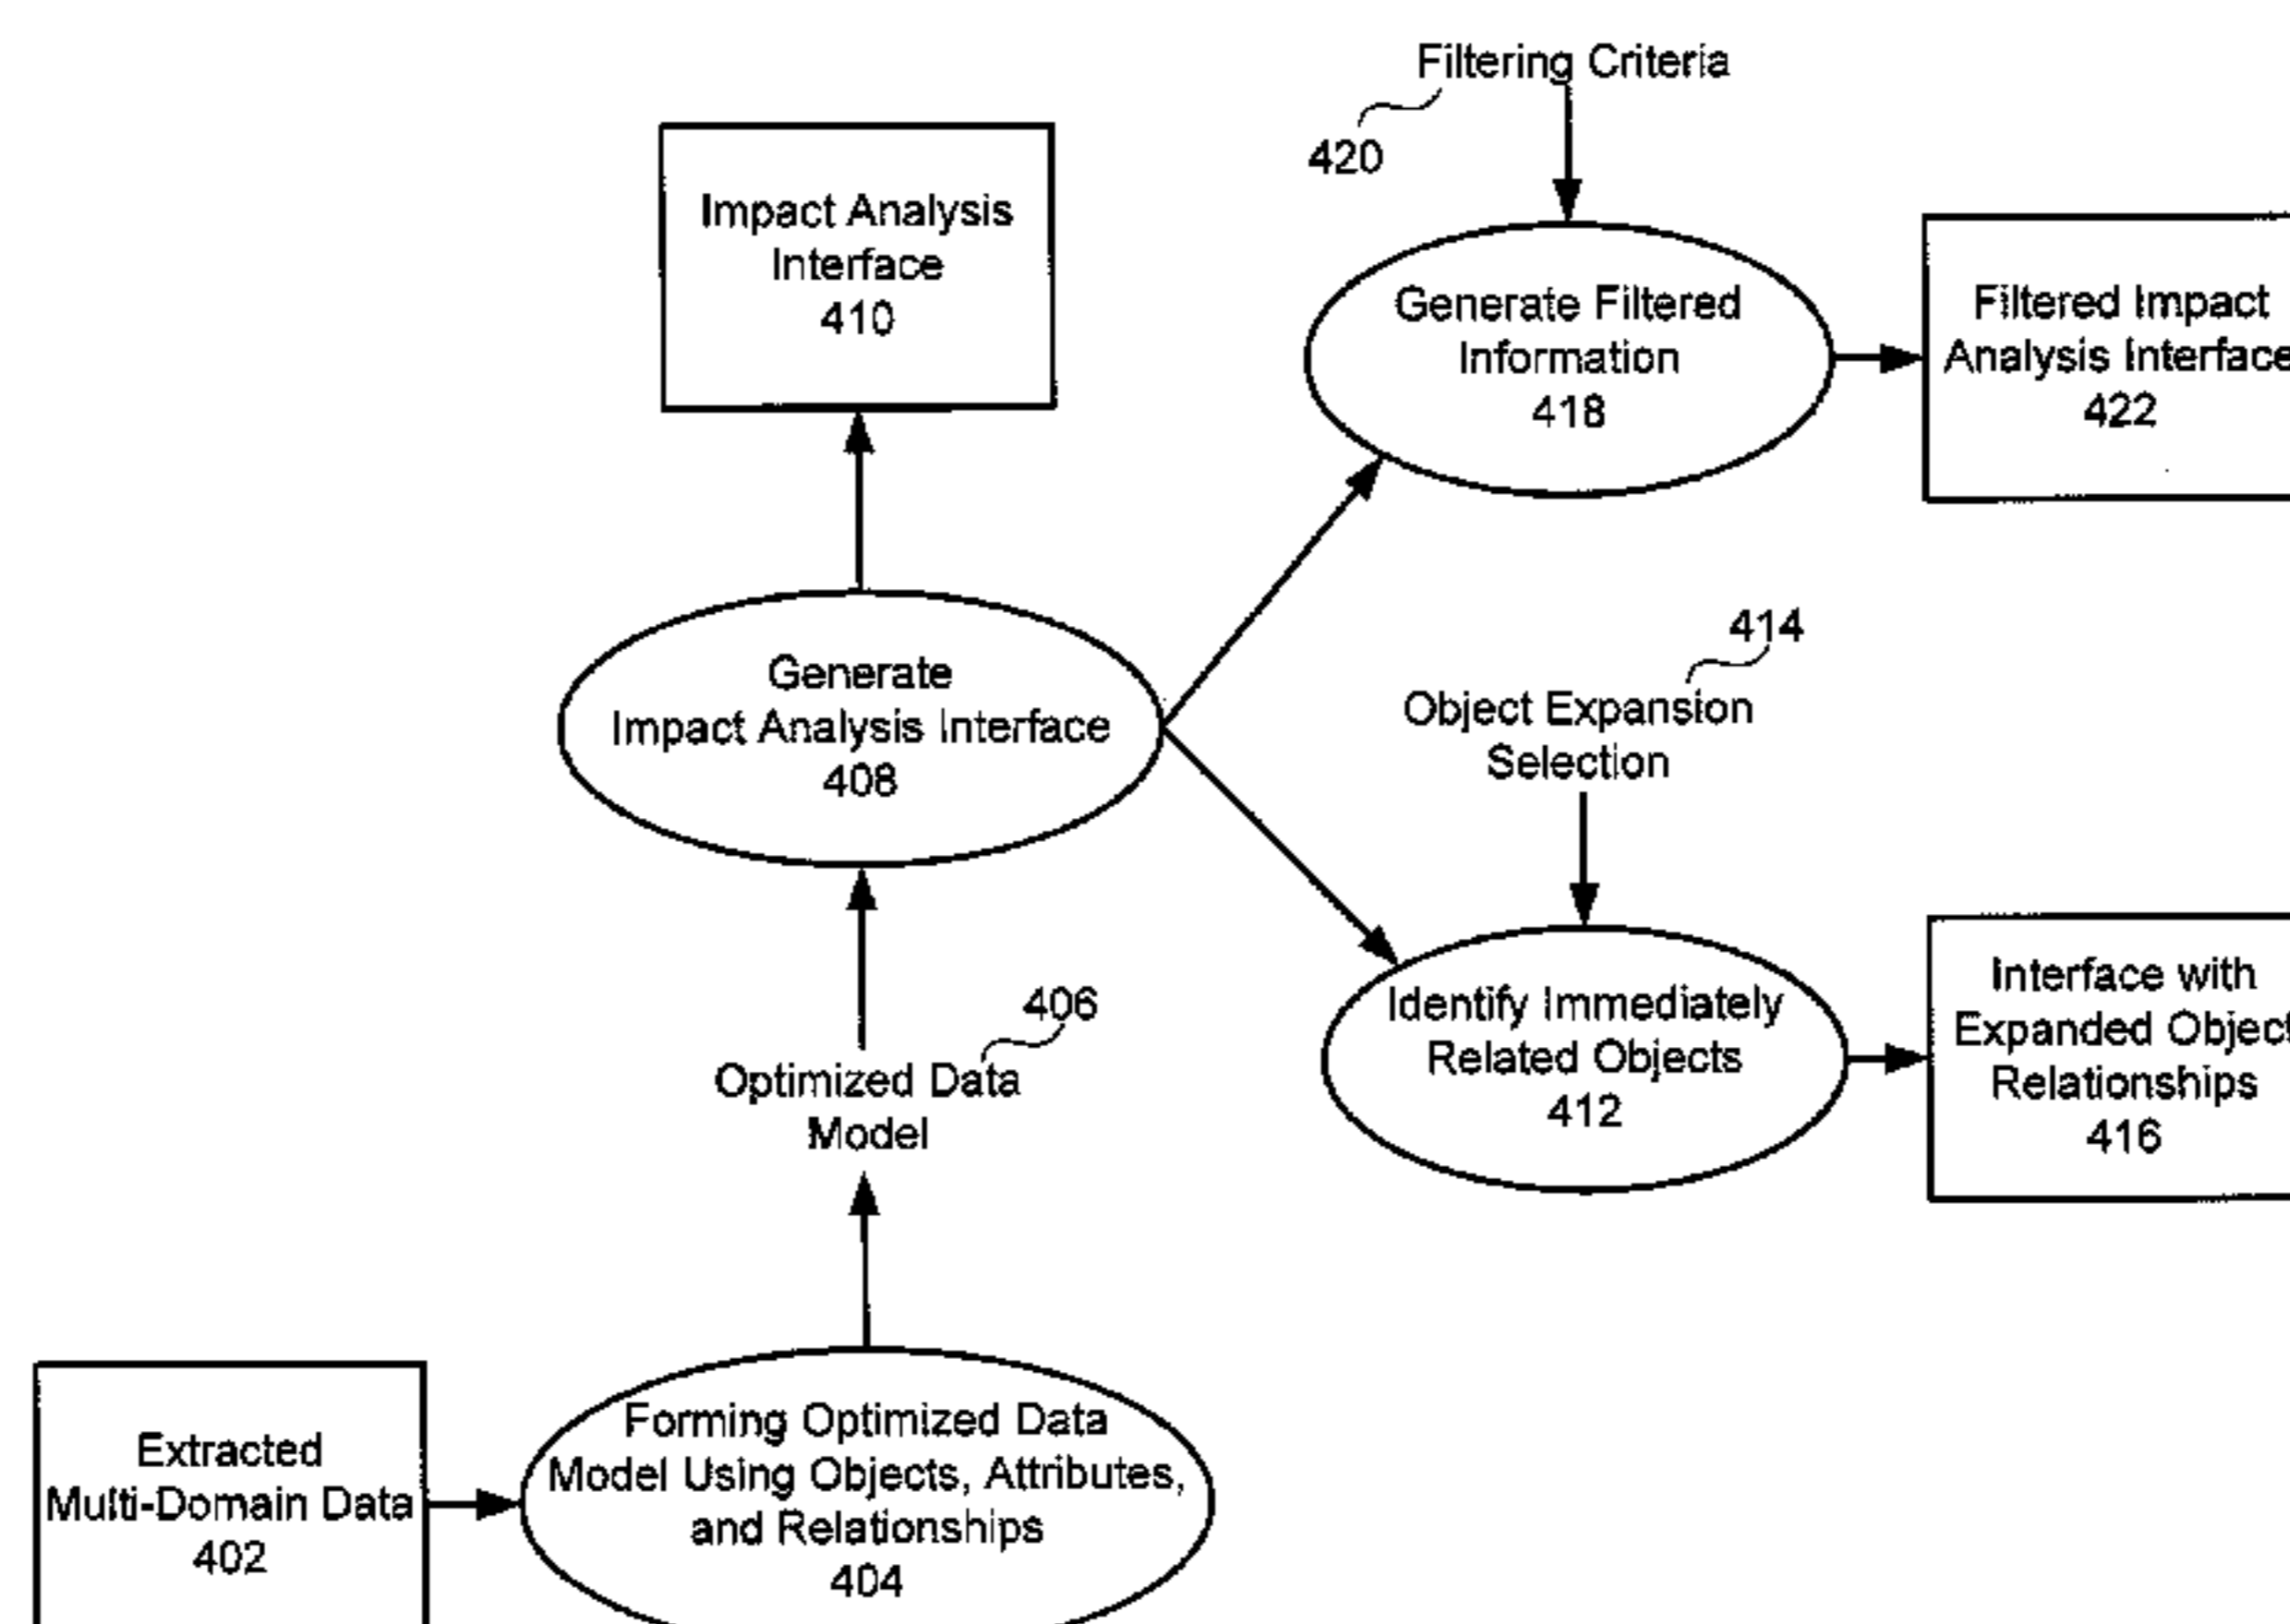 Filtering Criteria
420
Impact Analysis
Interface
410
Generate Filtered
Information
418
Filtered Impact
Analysis Interface
422
Generate
Impact Analysis Interface
408
414
Object Expansion
Selection
406
Optimized Data
Model
Identify Immediately
Related Objects
412
Interface with
Expanded Object
Relationships
416
Extracted
Multi-Domain Data
402
Forming Optimized Data
Model Using Objects, Attributes,
and Relationships
404